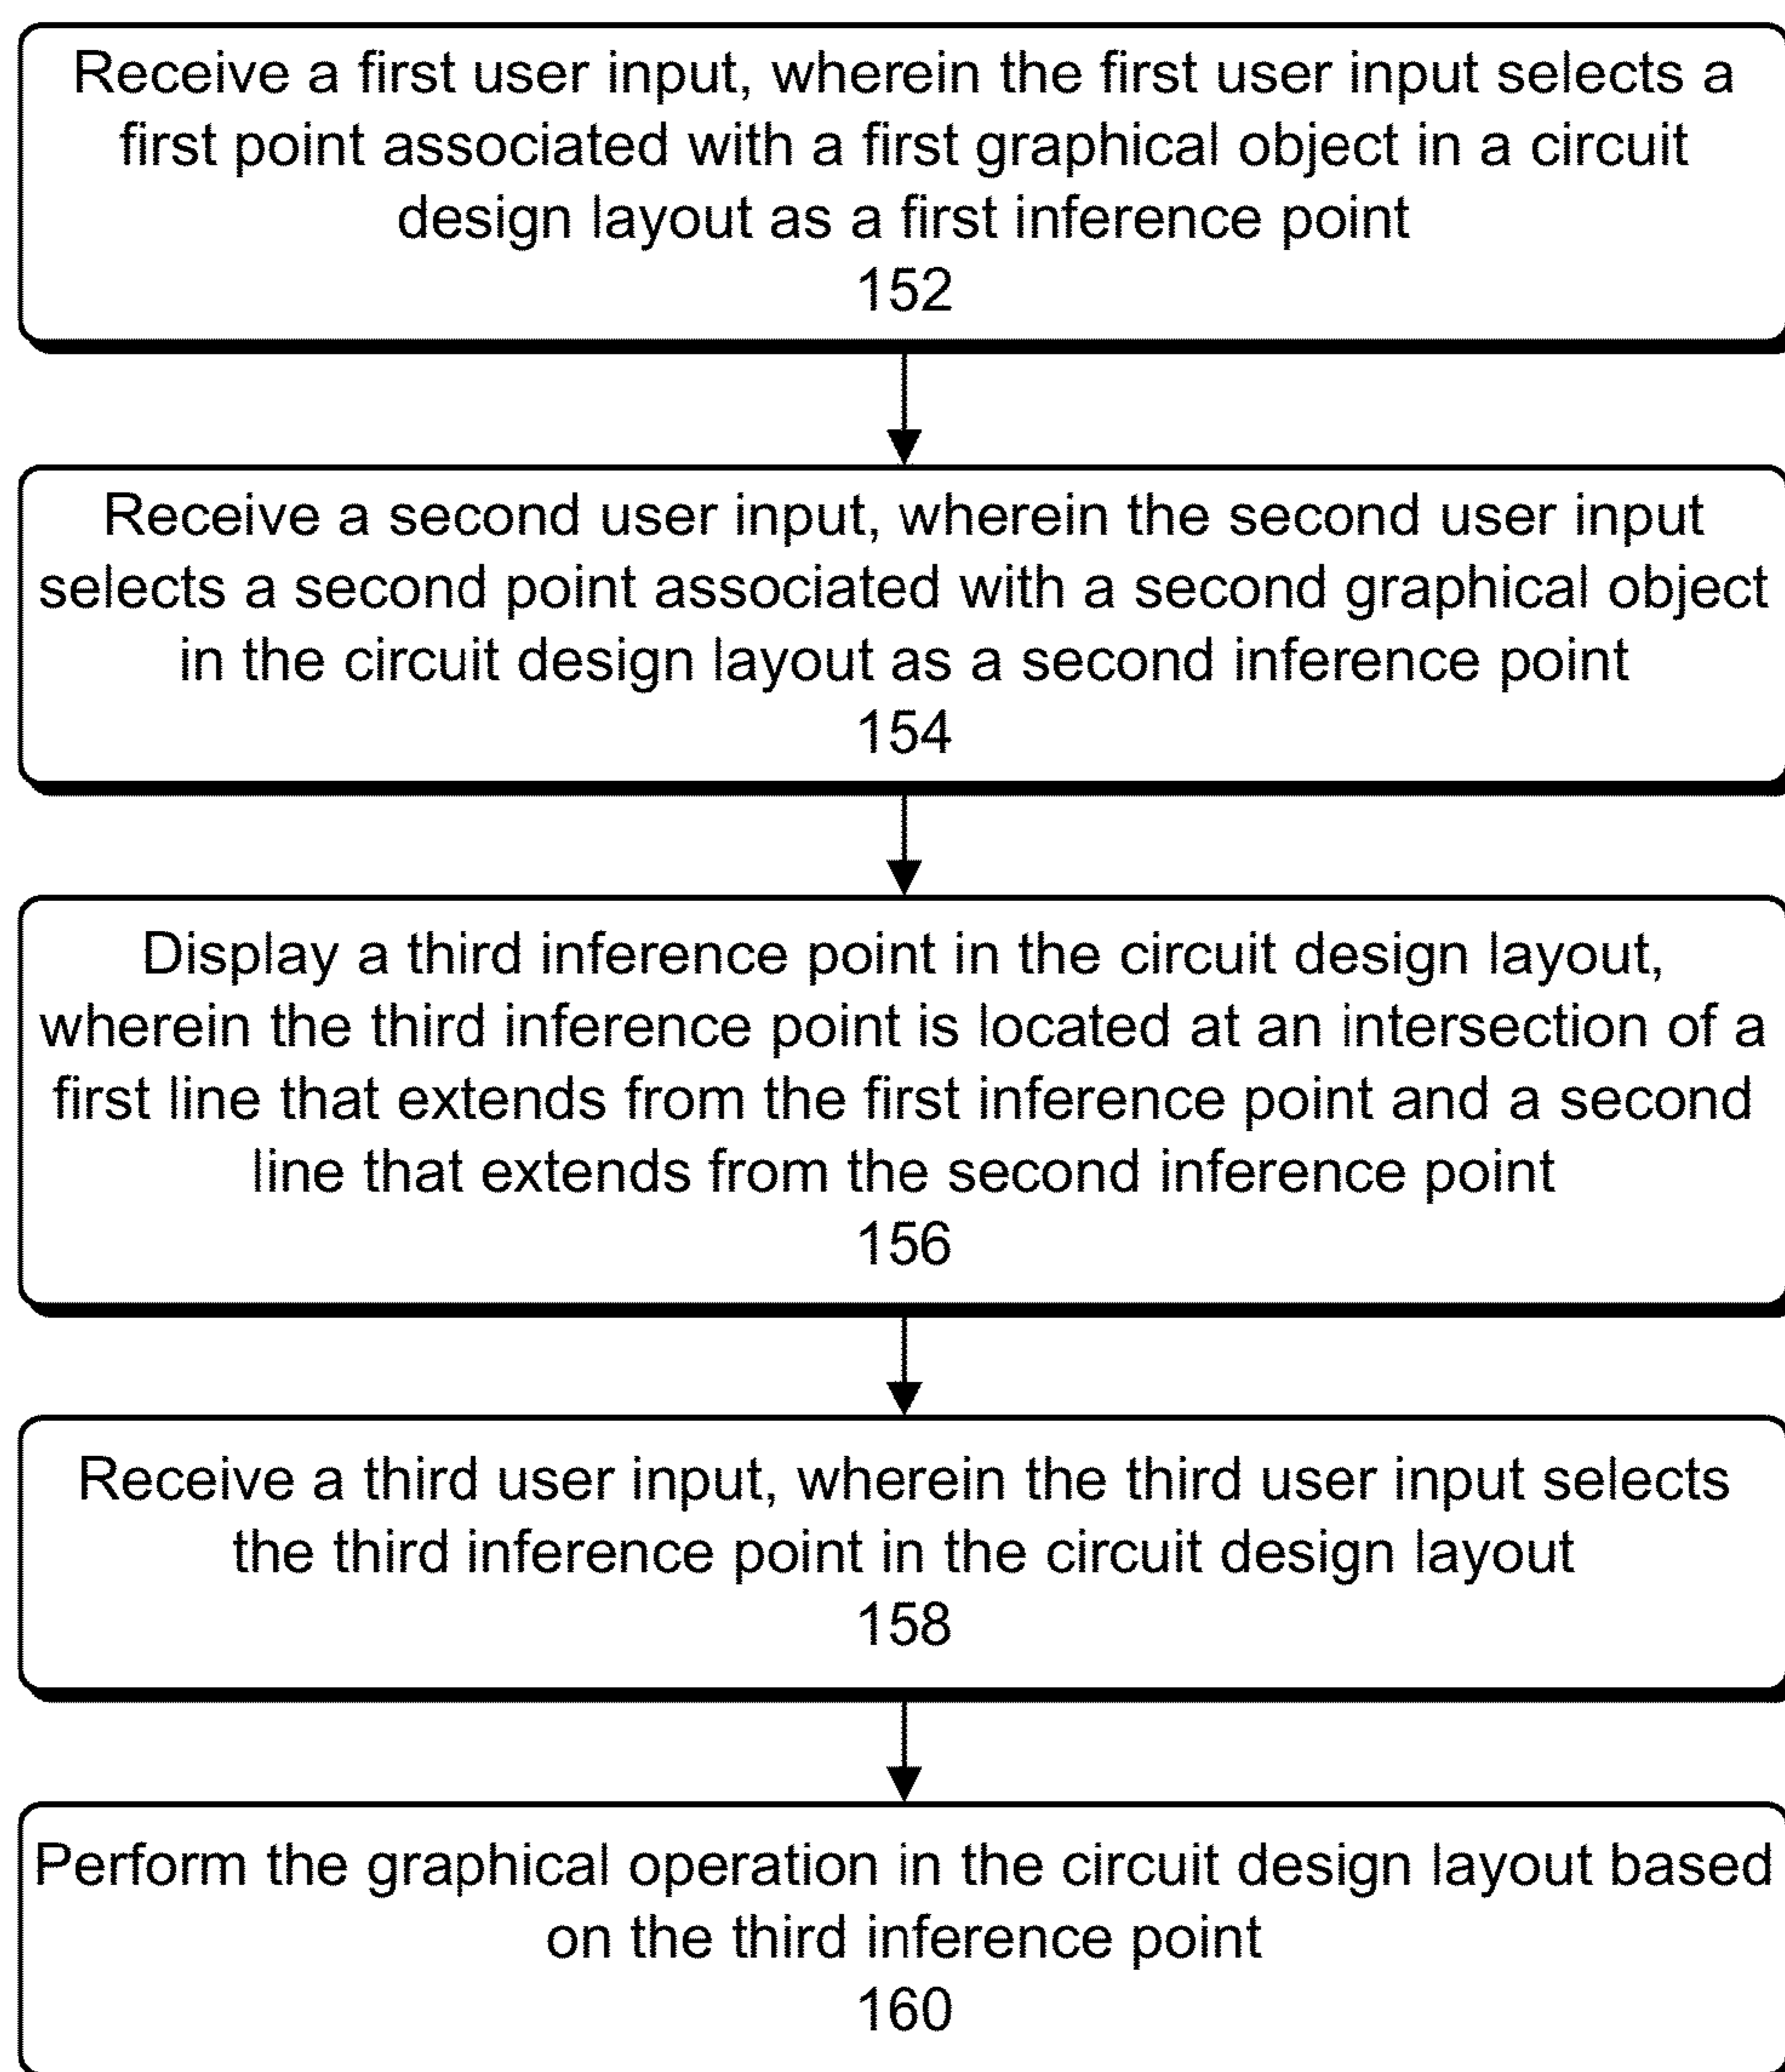 Receive a first user input, wherein the first user input selects a
first point associated with a first graphical object in a circuit
design layout as a first inference point
152
Receive a second user input, wherein the second user input
selects a second point associated with a second graphical object
in the circuit design layout as a second inference point
154
Display a third inference point in the circuit design layout,
wherein the third inference point is located at an intersection of a
first line that extends from the first inference point and a second
line that extends from the second inference point
156
Receive a third user input, wherein the third user input selects
the third inference point in the circuit design layout
158
Perform the graphical operation in the circuit design layout based
on the third inference point
160